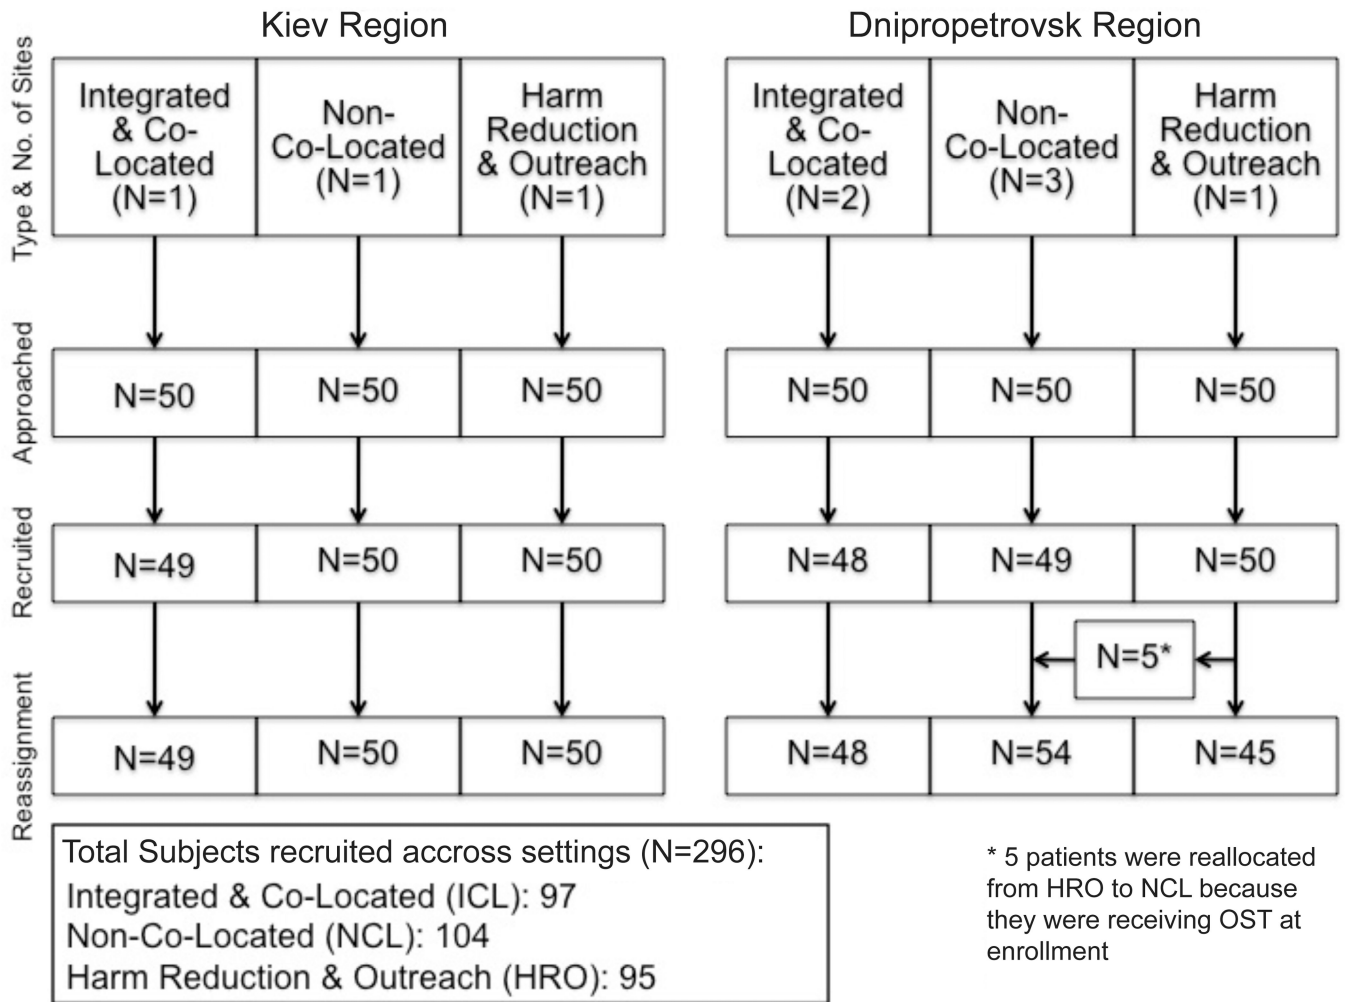 Kiev Region
Dnipropetrovsk Region
Type & No. of Sites
Integrated
& Co-
Located
(N=1)
Non-
Co-Located
(N=1)
Harm
Reduction
& Outreach
(N=1)
Integrated
& Co-
Located
(N=2)
Non-
Co-Located
(N=3)
Harm
Reduction
& Outreach
(N=1)
Approached
N=50
N=50
N=50
N=50
N=50
N=50
Recruited
N=49
N=50
N=50
N=48
N=49
N=50
N=5*
Reassignment
N=49
N=50
N=50
N=48
N=54
N=45
Total Subjects recruited accross settings (N=296):
Integrated & Co-Located (ICL): 97
Non-Co-Located (NCL): 104
Harm Reduction & Outreach (HRO): 95
* 5 patients were reallocated
from HRO to NCL because
they were receiving OST at
enrollment